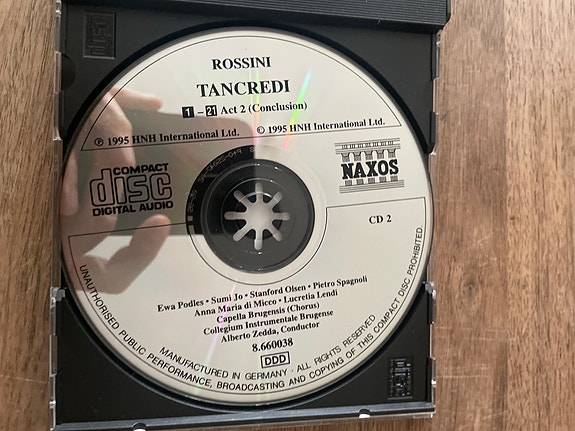 ROSSINI
TANCREDI
1 – 21 Act 2 (Conclusion)
℗ 1995 HNH International Ltd. © 1995 HNH International Ltd.
COMPACT
disc
DIGITAL AUDIO
NAXOS
CD 2
Ewa Podles • Sumi Jo • Stanford Olsen • Pietro Spagnoli
Anna Maria di Micco • Lucretia Lendi
Capella Brugensis (Chorus)
Collegium Instrumentale Brugense
Alberto Zedda, Conductor
8.660038
DDD
MANUFACTURED IN GERMANY · ALL RIGHTS RESERVED
UNAUTHORISED PUBLIC PERFORMANCE, BROADCASTING AND COPYING OF THIS COMPACT DISC PROHIBITED